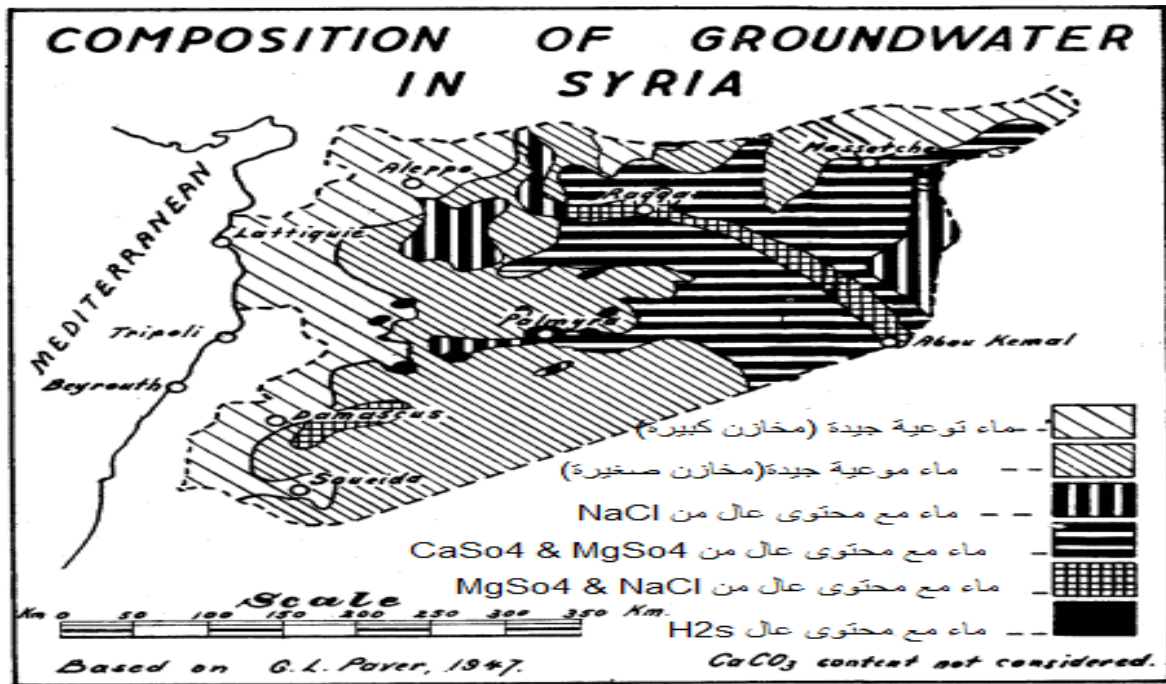 COMPOSITION OF GROUNDWATER
IN SYRIA
MEDITERRANEAN
Aleppo
Massetche
Raqqa
Lattiquié
Palmyra
Tripoli
Abou Kemal
Beyrouth
Damascus
Soueida
ماء توعية جيدة (مخازن كبيرة)
ماء موعية جيدة(مخازن صغيرة)
ماء مع محتوى عال من NaCl
ماء مع محتوى عال من CaSo4 & MgSo4
ماء مع محتوى عال من MgSo4 & NaCl
ماء مع محتوى عال H2s
Scale
Km 0 50 100 150 200 250 300 350 Km.
Based on G.L. Paver, 1947.
CaCO3 content not considered.